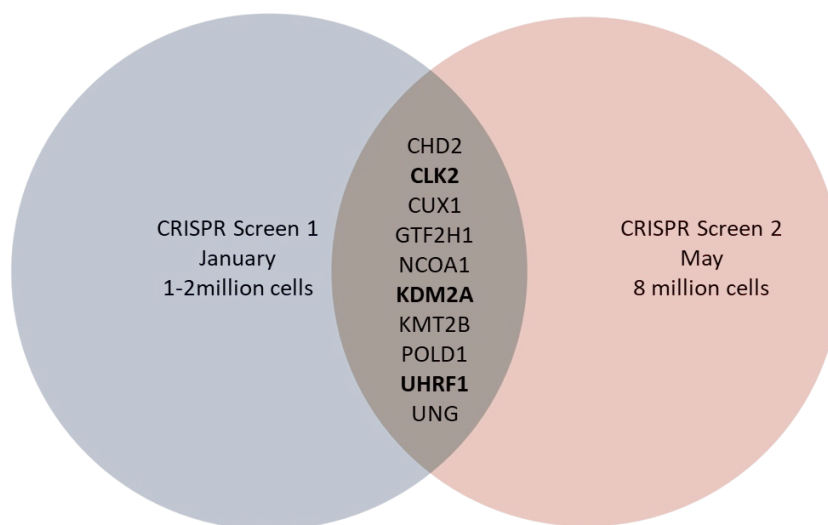 CRISPR Screen 1
January
1-2million cells
CHD2
CLK2
CUX1
GTF2H1
NCOA1
KDM2A
KMT2B
POLD1
UHRF1
UNG
CRISPR Screen 2
May
8 million cells